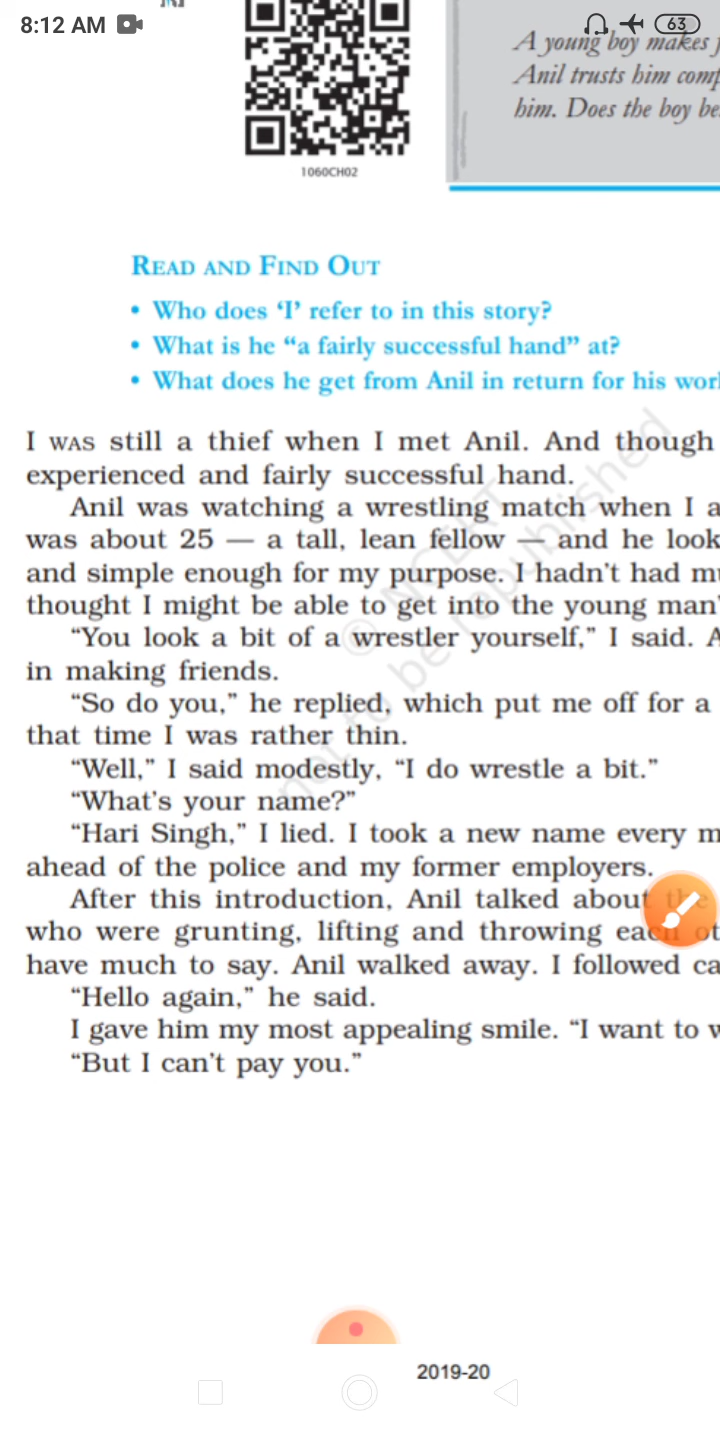 8:12 AM
63
A young boy makes
Anil trusts him
him. Does the boy
1060CH02
READ AND FIND OUT
• Who does ‘I’ refer to in this story?
• What is he “a fairly successful hand” at?
• What does he get from Anil in return for his
I WAS still a thief when I met Anil. And though
experienced and fairly successful hand.
Anil was watching a wrestling match when I
was about 25 — a tall, lean fellow — and he
and simple enough for my purpose. I hadn’t had
thought I might be able to get into the young
“You look a bit of a wrestler yourself,” I said.
in making friends.
“So do you,” he replied, which put me off for a
that time I was rather thin.
“Well,” I said modestly, “I do wrestle a bit.”
“What’s your name?”
“Hari Singh,” I lied. I took a new name every
ahead of the police and my former employers.
After this introduction, Anil talked about the
who were grunting, lifting and throwing each
have much to say. Anil walked away. I followed
“Hello again,” he said.
I gave him my most appealing smile. “I want to
“But I can’t pay you.”
© NCERT
not to be republished
2019-20